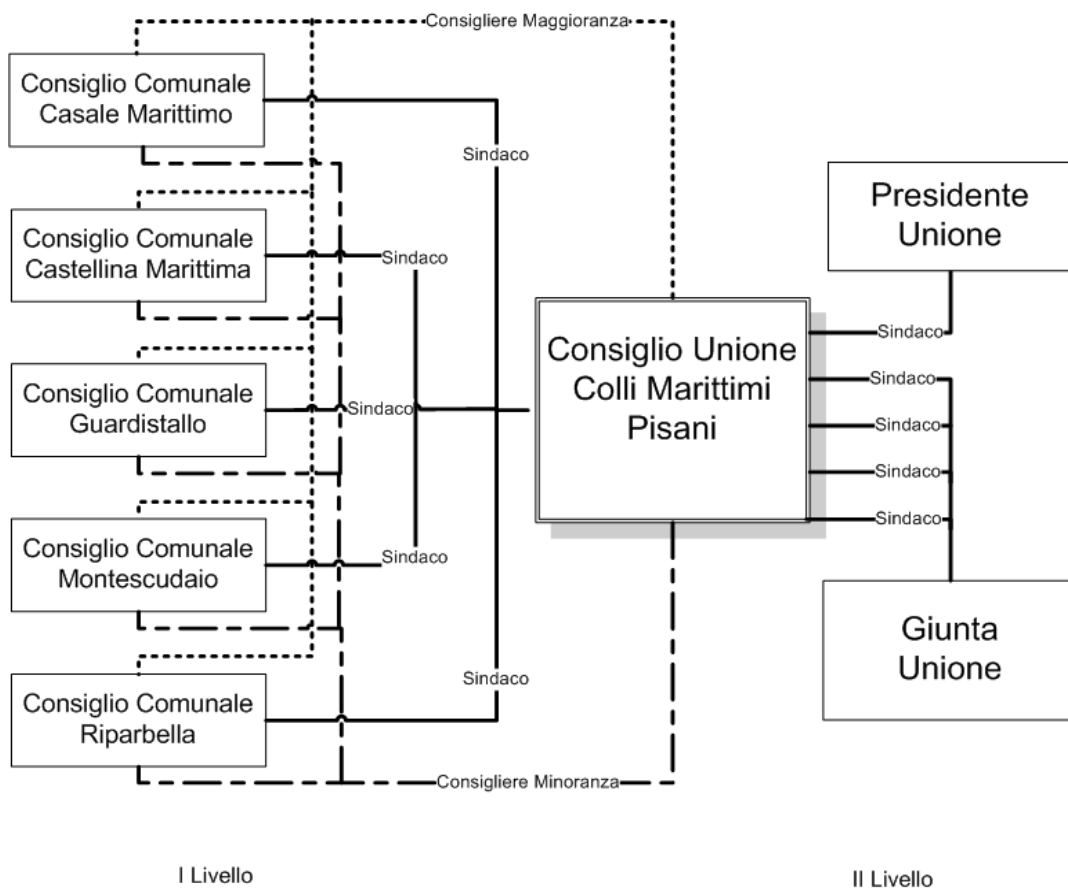 Consigliere Maggioranza
Consiglio Comunale
Casale Marittimo
Sindaco
Consiglio Comunale
Castellina Marittima
Sindaco
Consiglio Comunale
Guardistallo
Sindaco
Consiglio Comunale
Montescudaio
Sindaco
Consiglio Comunale
Riparbella
Sindaco
Consigliere Minoranza
Consiglio Unione
Colli Marittimi
Pisani
Presidente
Unione
Sindaco
Sindaco
Sindaco
Sindaco
Sindaco
Giunta
Unione
I Livello
II Livello